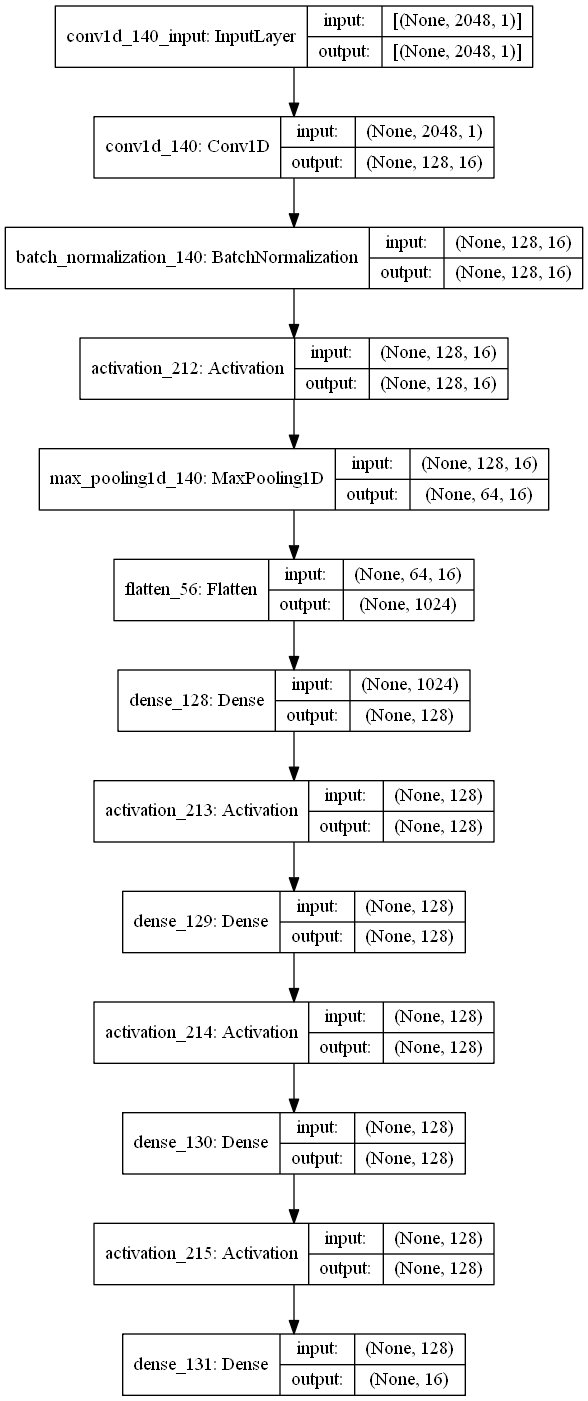 conv1d_140_input: InputLayer
input: [(None, 2048, 1)]
output: [(None, 2048, 1)]
conv1d_140: Conv1D
input: (None, 2048, 1)
output: (None, 128, 16)
batch_normalization_140: BatchNormalization
input: (None, 128, 16)
output: (None, 128, 16)
activation_212: Activation
input: (None, 128, 16)
output: (None, 128, 16)
max_pooling1d_140: MaxPooling1D
input: (None, 128, 16)
output: (None, 64, 16)
flatten_56: Flatten
input: (None, 64, 16)
output: (None, 1024)
dense_128: Dense
input: (None, 1024)
output: (None, 128)
activation_213: Activation
input: (None, 128)
output: (None, 128)
dense_129: Dense
input: (None, 128)
output: (None, 128)
activation_214: Activation
input: (None, 128)
output: (None, 128)
dense_130: Dense
input: (None, 128)
output: (None, 128)
activation_215: Activation
input: (None, 128)
output: (None, 128)
dense_131: Dense
input: (None, 128)
output: (None, 16)